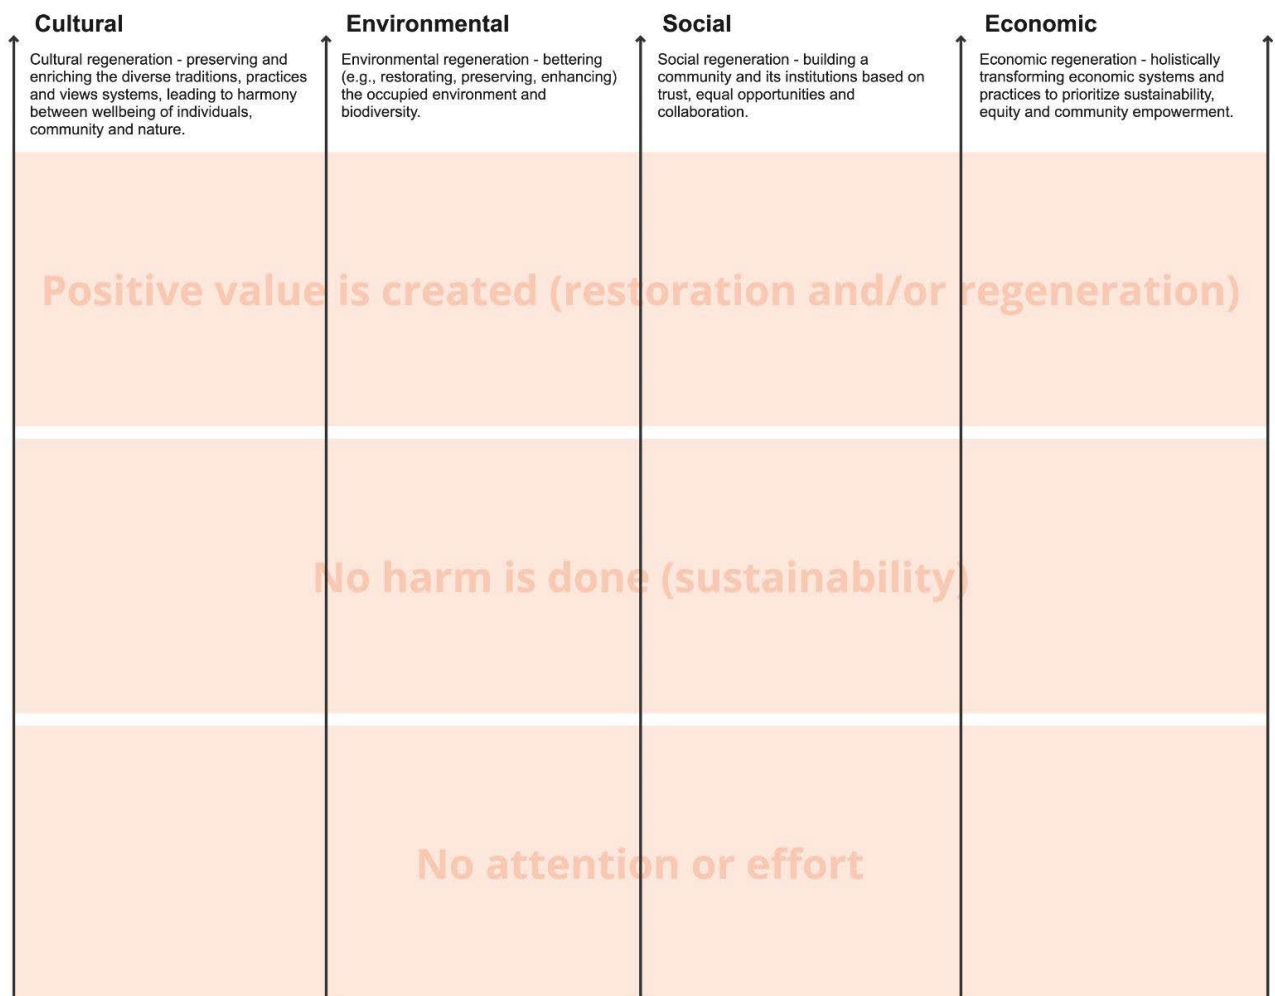 Cultural
Environmental
Social
Economic
Cultural regeneration - preserving and
enriching the diverse traditions, practices
and views systems, leading to harmony
between wellbeing of individuals,
community and nature.
Environmental regeneration - bettering
(e.g., restorating, preserving, enhancing)
the occupied environment and
biodiversity.
Social regeneration - building a
community and its institutions based on
trust, equal opportunities and
collaboration.
Economic regeneration - holistically
transforming economic systems and
practices to prioritize sustainability,
equity and community empowerment.
Positive value is created (restoration and/or regeneration)
No harm is done (sustainability)
No attention or effort